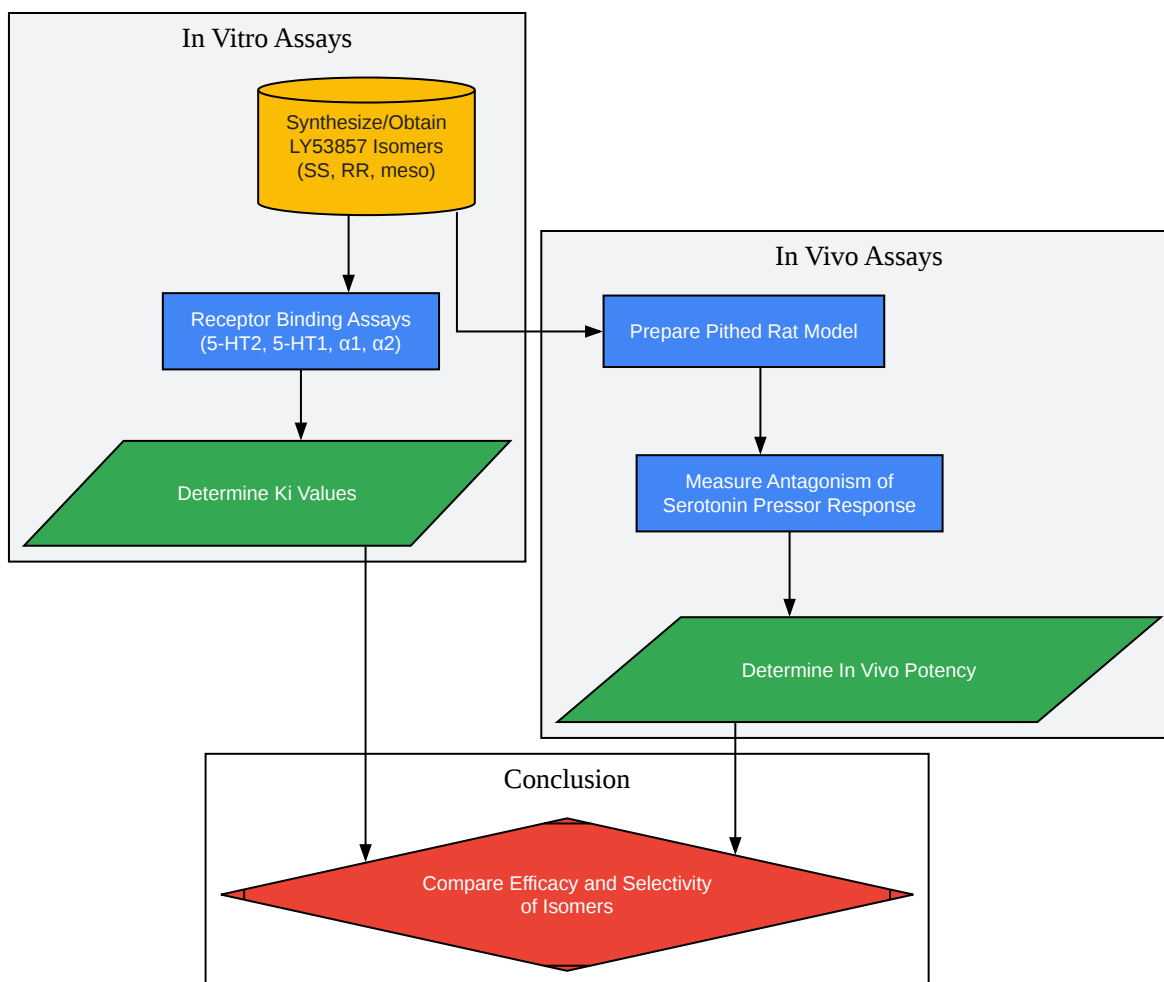 In Vitro Assays
Synthesize/Obtain
LY53857 Isomers
(SS, RR, meso)
Receptor Binding Assays
(5-HT2, 5-HT1, α1, α2)
Determine Ki Values
In Vivo Assays
Prepare Pithed Rat Model
Measure Antagonism of
Serotonin Pressor Response
Determine In Vivo Potency
Conclusion
Compare Efficacy and Selectivity
of Isomers